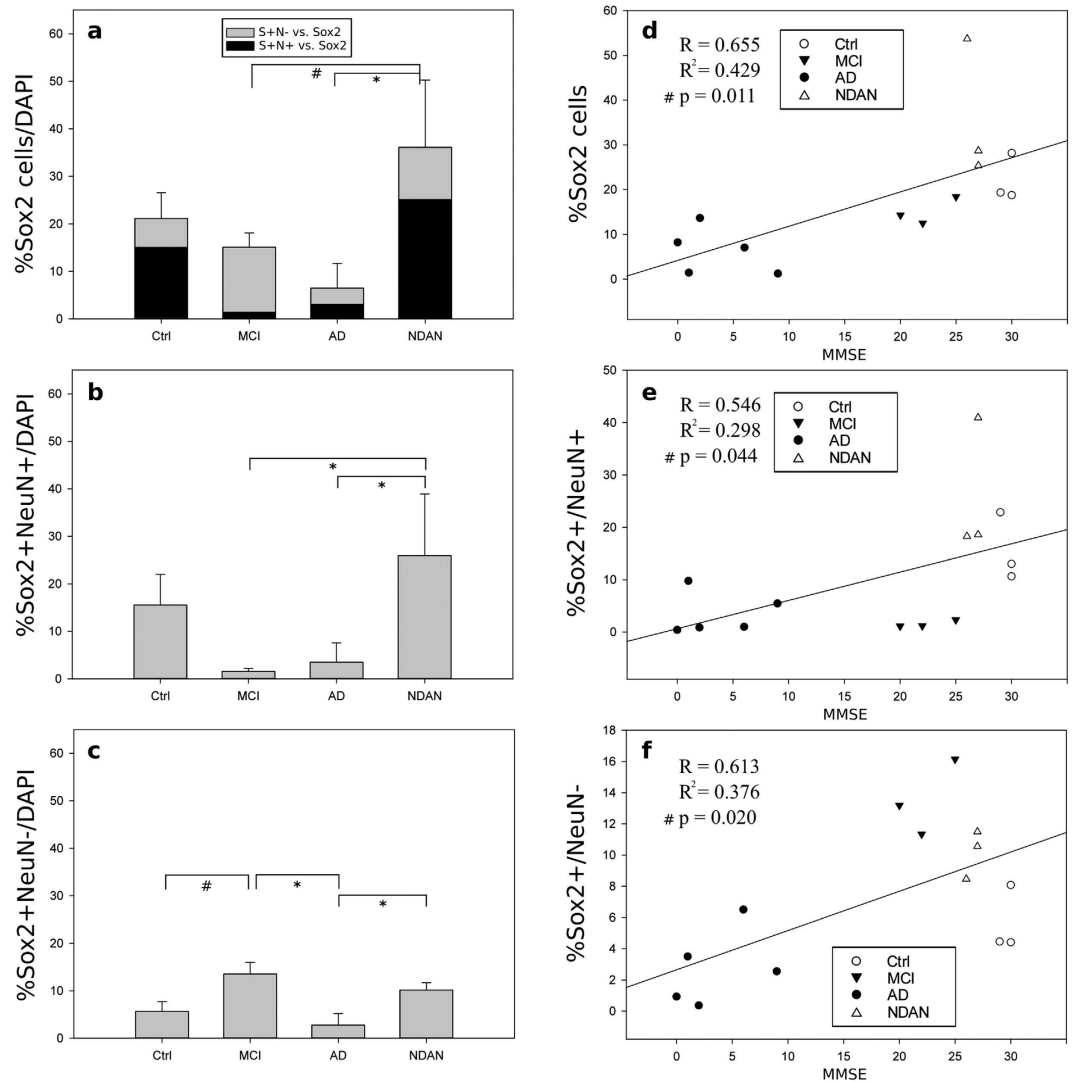 a
S+N- vs. Sox2
S+N+ vs. Sox2
#
*
%Sox2 cells/DAPI
60
50
40
30
20
10
0
Ctrl MCI AD NDAN
d
R = 0.655
R² = 0.429
# p = 0.011
Ctrl
MCI
AD
NDAN
%Sox2 cells
60
50
40
30
20
10
0
0 5 10 15 20 25 30
MMSE
b
*
*
%Sox2+NeuN+/DAPI
60
50
40
30
20
10
0
Ctrl MCI AD NDAN
e
R = 0.546
R² = 0.298
# p = 0.044
Ctrl
MCI
AD
NDAN
%Sox2+/NeuN+
50
40
30
20
10
0
0 5 10 15 20 25 30
MMSE
c
#
*
*
%Sox2+NeuN-/DAPI
60
50
40
30
20
10
0
Ctrl MCI AD NDAN
f
R = 0.613
R² = 0.376
# p = 0.020
Ctrl
MCI
AD
NDAN
%Sox2+/NeuN-
18
16
14
12
10
8
6
4
2
0
0 5 10 15 20 25 30
MMSE